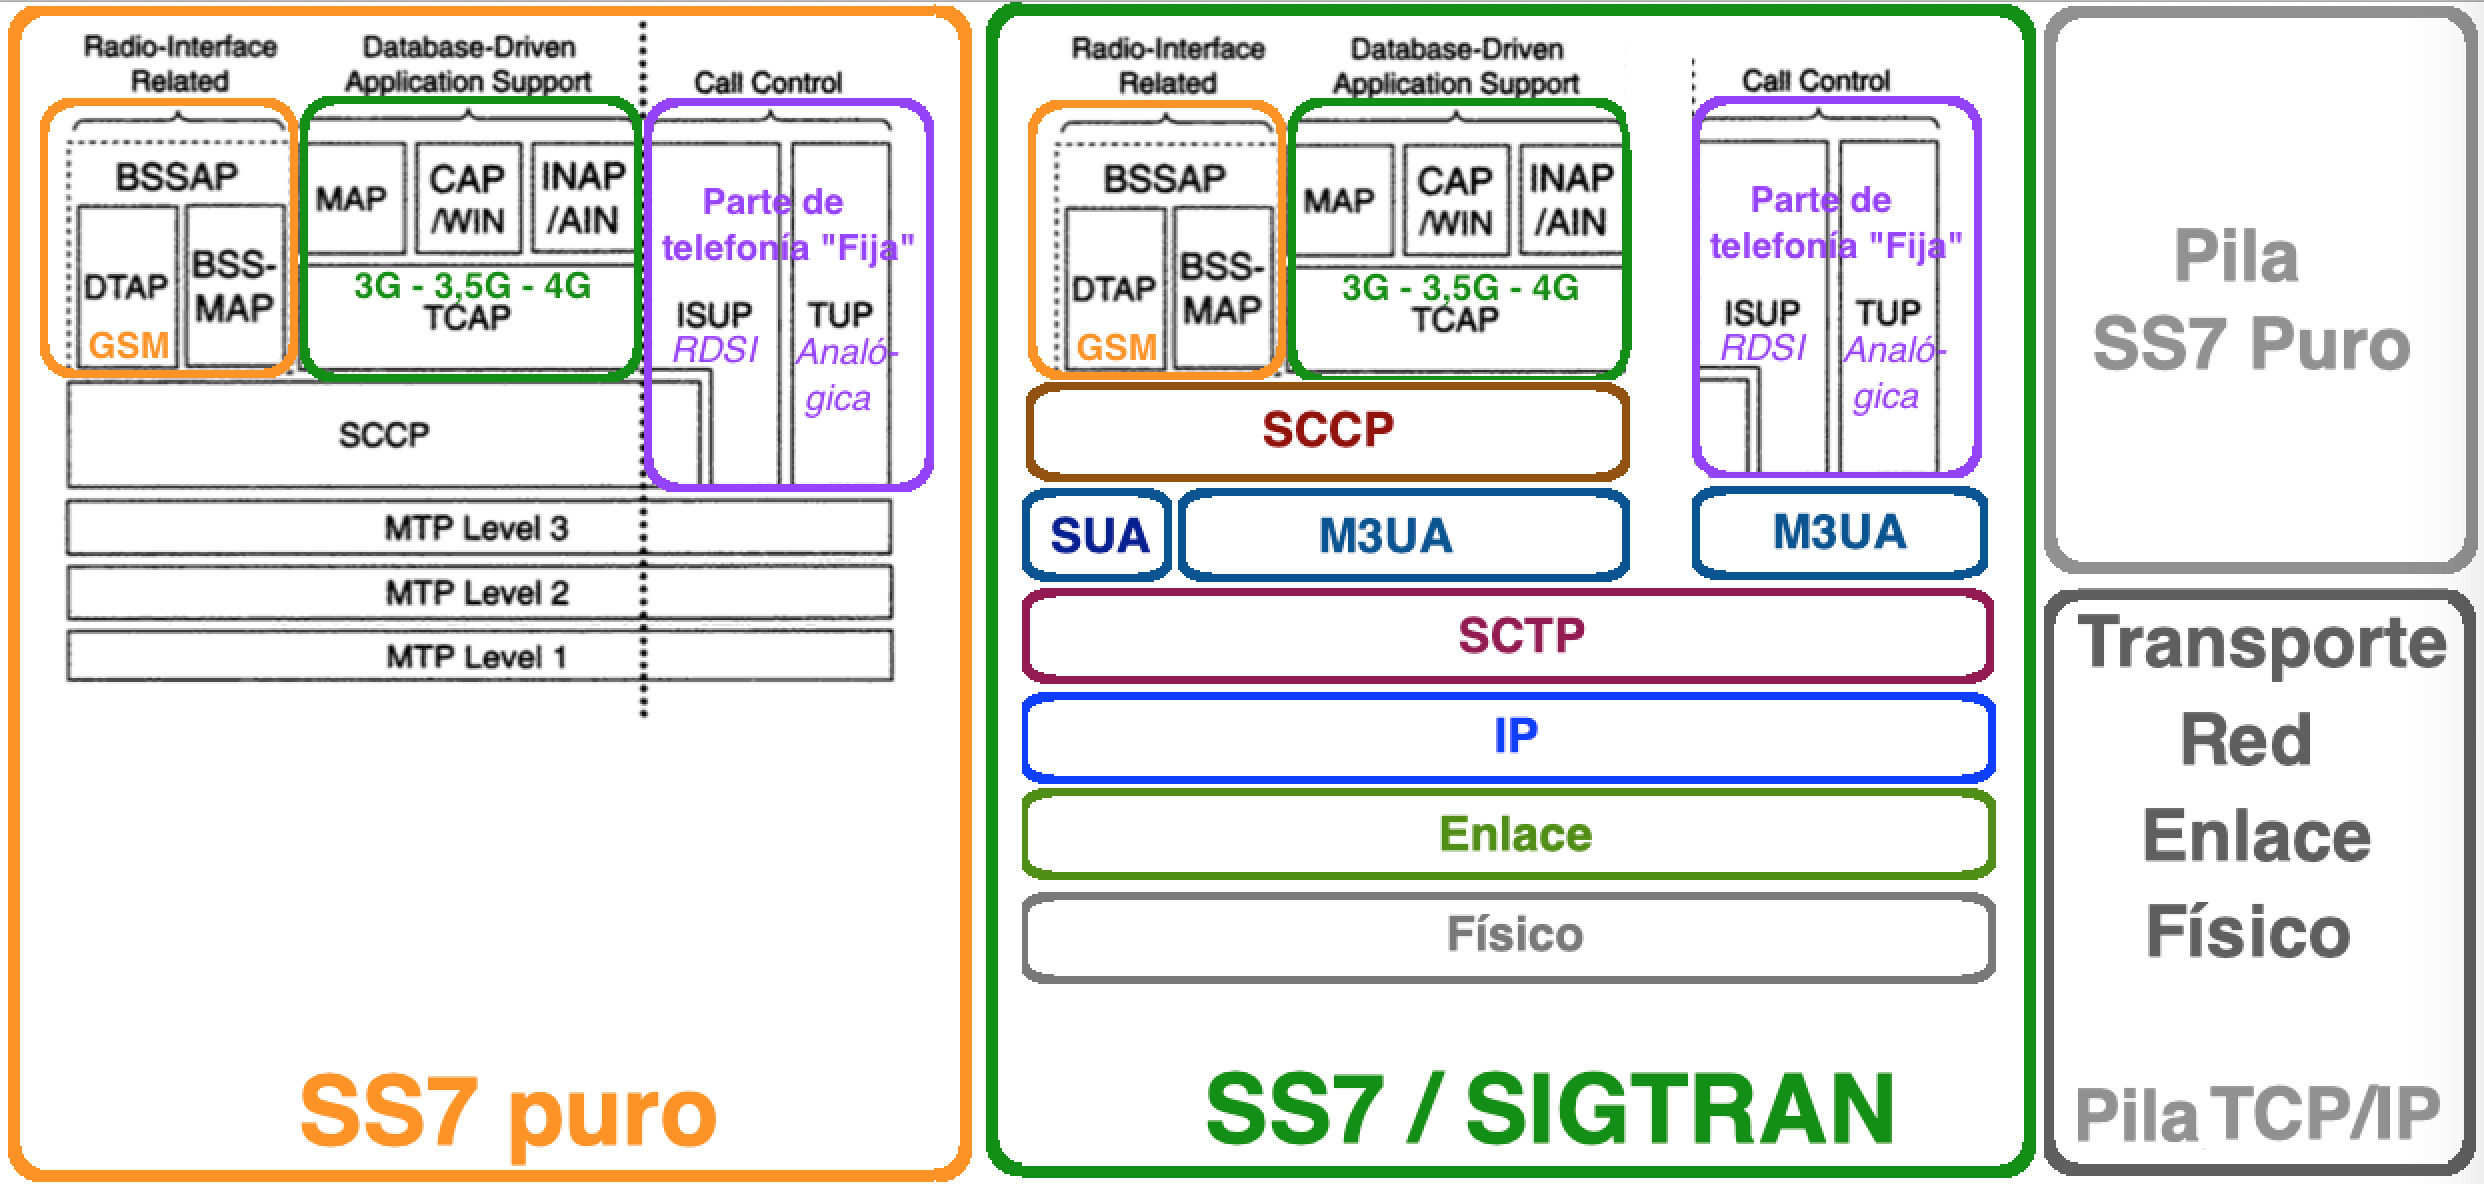 Radio-Interface
Related
Database-Driven
Application Support
Call Control
BSSAP
DTAP
GSM
BSS-
MAP
MAP
CAP
/WIN
INAP
/AIN
3G - 3,5G - 4G
TCAP
Parte de
telefonía "Fija"
ISUP
RDSI
TUP
Analó-
gica
SCCP
MTP Level 3
MTP Level 2
MTP Level 1
SS7 puro
Radio-Interface
Related
Database-Driven
Application Support
Call Control
BSSAP
DTAP
GSM
BSS-
MAP
MAP
CAP
/WIN
INAP
/AIN
3G - 3,5G - 4G
TCAP
Parte de
telefonía "Fija"
ISUP
RDSI
TUP
Analó-
gica
SCCP
SUA
M3UA
M3UA
SCTP
IP
Enlace
Físico
SS7 / SIGTRAN
Pila
SS7 Puro
Transporte
Red
Enlace
Físico
Pila TCP/IP